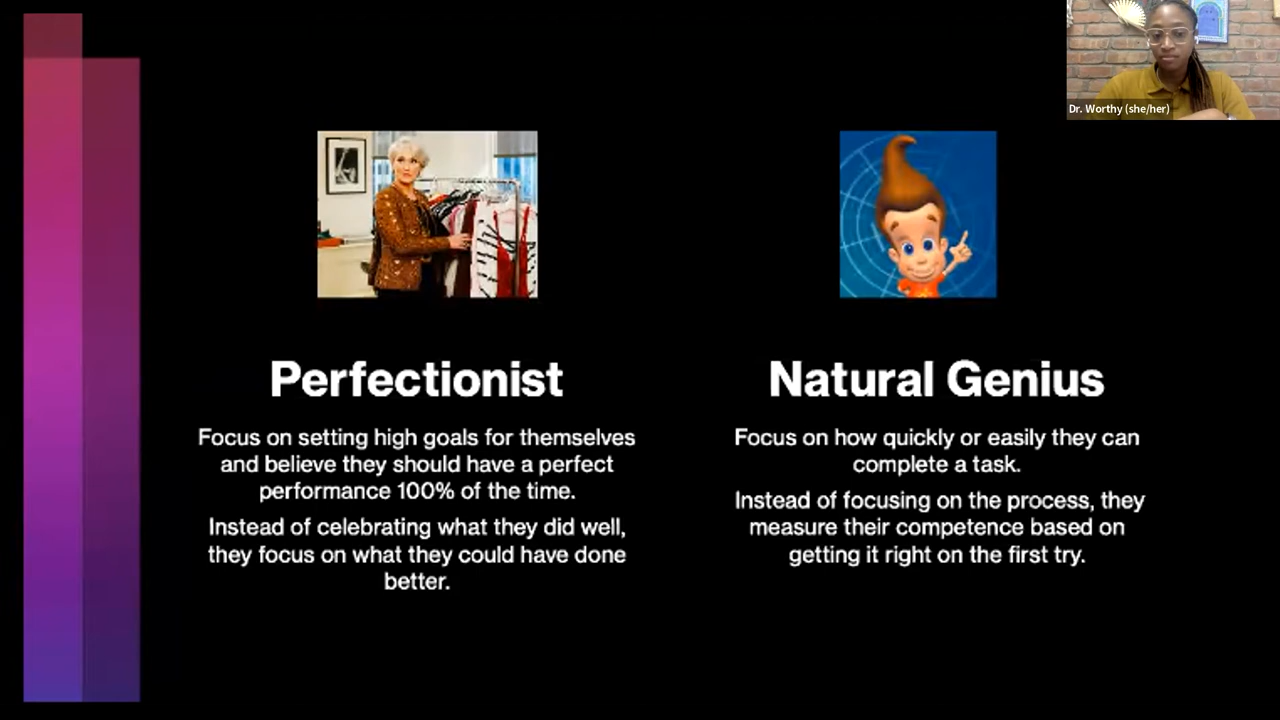 Dr. Worthy (she/her)
Perfectionist
Focus on setting high goals for themselves
and believe they should have a perfect
performance 100% of the time.
Instead of celebrating what they did well,
they focus on what they could have done
better.
Natural Genius
Focus on how quickly or easily they can
complete a task.
Instead of focusing on the process, they
measure their competence based on
getting it right on the first try.